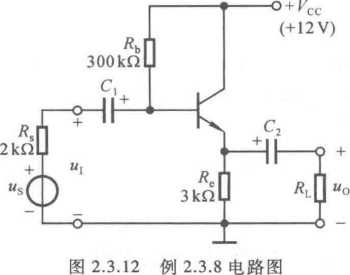 +V_CC
(+12 V)
R_b
300 kΩ
C_1
+
C_2
+
R_s
2 kΩ
+
u_I
−
+
u_S
−
R_e
3 kΩ
R_L
+
u_O
−
图 2.3.12 例 2.3.8 电路图